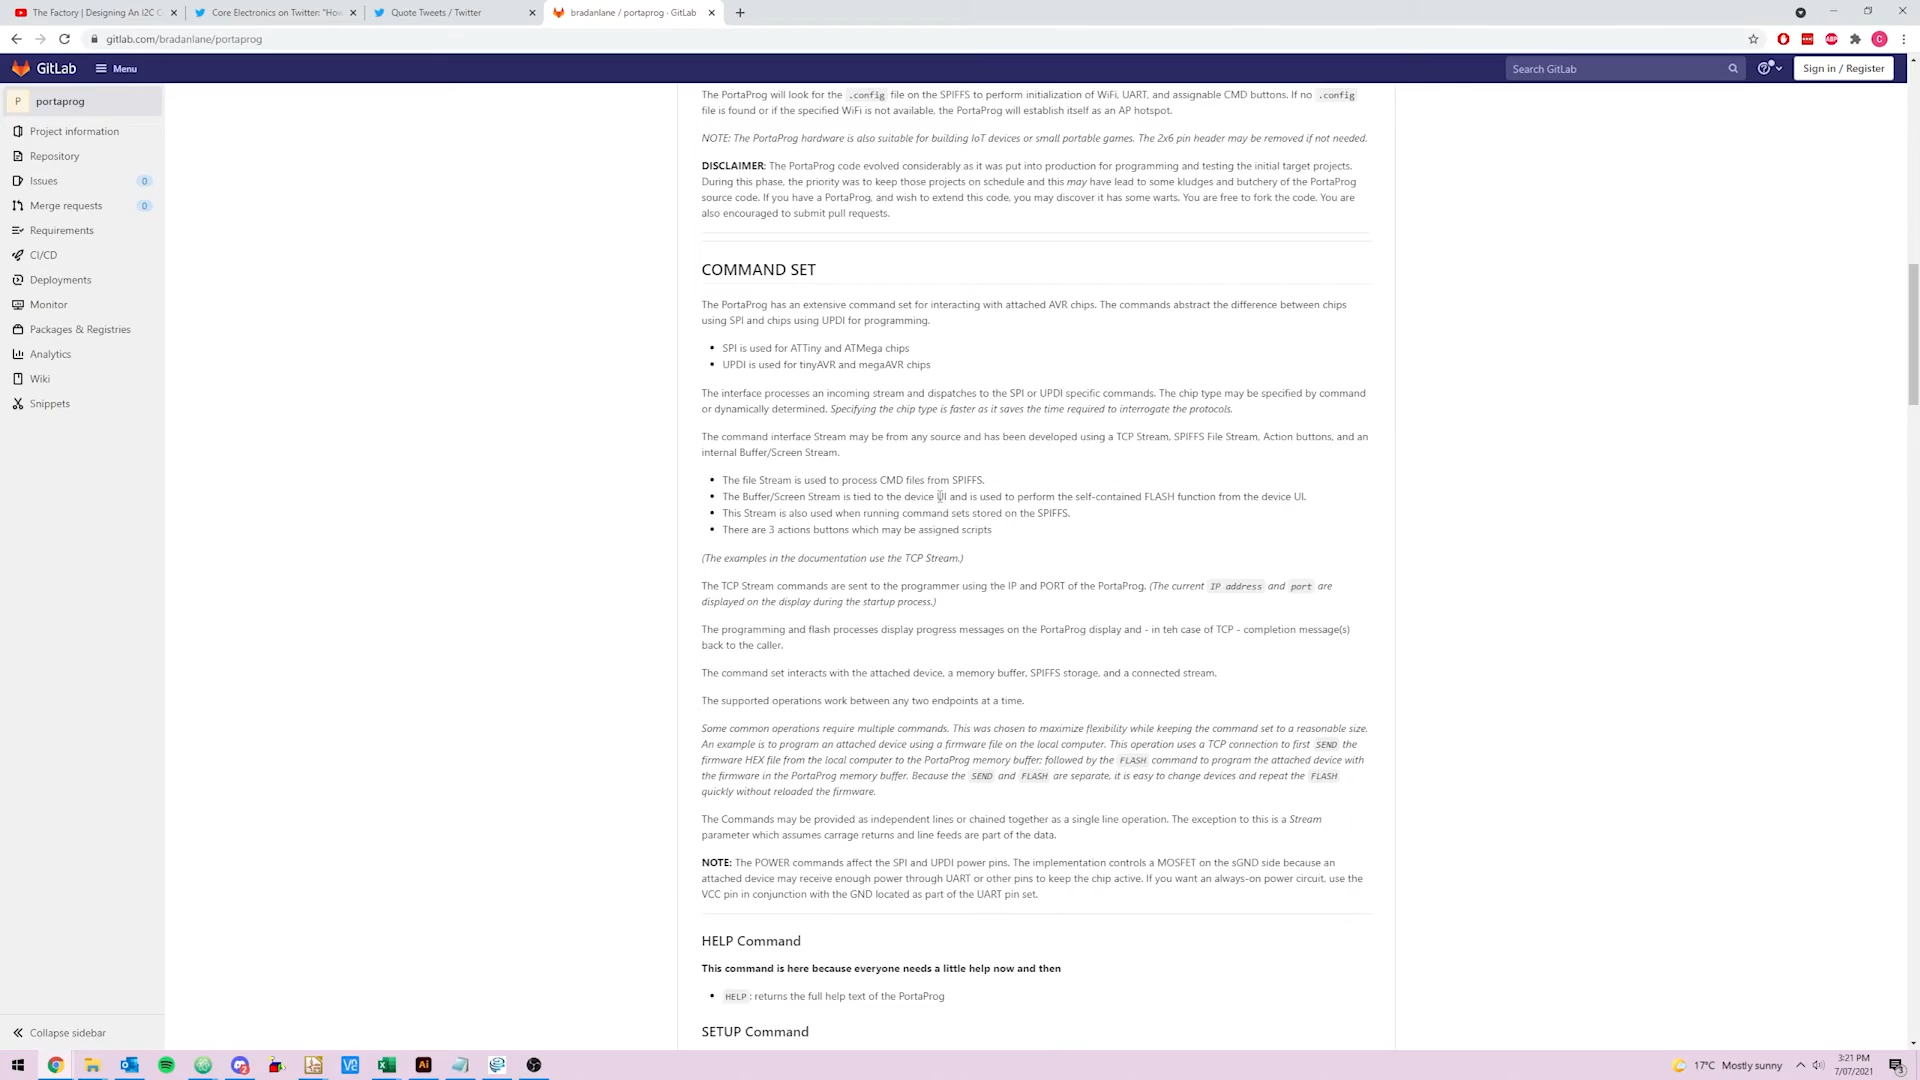 The Factory | Designing An I2C C
Core Electronics on Twitter: "How
Quote Tweets / Twitter
bradanlane / portaprog · GitLab
gitlab.com/bradanlane/portaprog
GitLab
Menu
Search GitLab
Sign in / Register
P
portaprog
Project information
Repository
Issues
0
Merge requests
0
Requirements
CI/CD
Deployments
Monitor
Packages & Registries
Analytics
Wiki
Snippets
Collapse sidebar
The PortaProg will look for the .config file on the SPIFFS to perform initialization of WiFi, UART, and assignable CMD buttons. If no .config
file is found or if the specified WiFi is not available, the PortaProg will establish itself as an AP hotspot.
NOTE: The PortaProg hardware is also suitable for building IoT devices or small portable games. The 2x6 pin header may be removed if not needed.
DISCLAIMER: The PortaProg code evolved considerably as it was put into production for programming and testing the initial target projects.
During this phase, the priority was to keep those projects on schedule and this may have lead to some kludges and butchery of the PortaProg
source code. If you have a PortaProg, and wish to extend this code, you may discover it has some warts. You are free to fork the code. You are
also encouraged to submit pull requests.
COMMAND SET
The PortaProg has an extensive command set for interacting with attached AVR chips. The commands abstract the difference between chips
using SPI and chips using UPDI for programming.
• SPI is used for ATTiny and ATMega chips
• UPDI is used for tinyAVR and megaAVR chips
The interface processes an incoming stream and dispatches to the SPI or UPDI specific commands. The chip type may be specified by command
or dynamically determined. Specifying the chip type is faster as it saves the time required to interrogate the protocols.
The command interface Stream may be from any source and has been developed using a TCP Stream, SPIFFS File Stream, Action buttons, and an
internal Buffer/Screen Stream.
• The file Stream is used to process CMD files from SPIFFS.
• The Buffer/Screen Stream is tied to the device UI and is used to perform the self-contained FLASH function from the device UI.
• This Stream is also used when running command sets stored on the SPIFFS.
• There are 3 actions buttons which may be assigned scripts
(The examples in the documentation use the TCP Stream.)
The TCP Stream commands are sent to the programmer using the IP and PORT of the PortaProg. (The current IP address and port are
displayed on the display during the startup process.)
The programming and flash processes display progress messages on the PortaProg display and - in teh case of TCP - completion message(s)
back to the caller.
The command set interacts with the attached device, a memory buffer, SPIFFS storage, and a connected stream.
The supported operations work between any two endpoints at a time.
Some common operations require multiple commands. This was chosen to maximize flexibility while keeping the command set to a reasonable size.
An example is to program an attached device using a firmware file on the local computer. This operation uses a TCP connection to first SEND the
firmware HEX file from the local computer to the PortaProg memory buffer; followed by the FLASH command to program the attached device with
the firmware in the PortaProg memory buffer. Because the SEND and FLASH are separate, it is easy to change devices and repeat the FLASH
quickly without reloaded the firmware.
The Commands may be provided as independent lines or chained together as a single line operation. The exception to this is a Stream
parameter which assumes carrage returns and line feeds are part of the data.
NOTE: The POWER commands affect the SPI and UPDI power pins. The implementation controls a MOSFET on the sGND side because an
attached device may receive enough power through UART or other pins to keep the chip active. If you want an always-on power circuit, use the
VCC pin in conjunction with the GND located as part of the UART pin set.
HELP Command
This command is here because everyone needs a little help now and then
• HELP : returns the full help text of the PortaProg
SETUP Command
17°C Mostly sunny
3:21 PM
7/07/2021